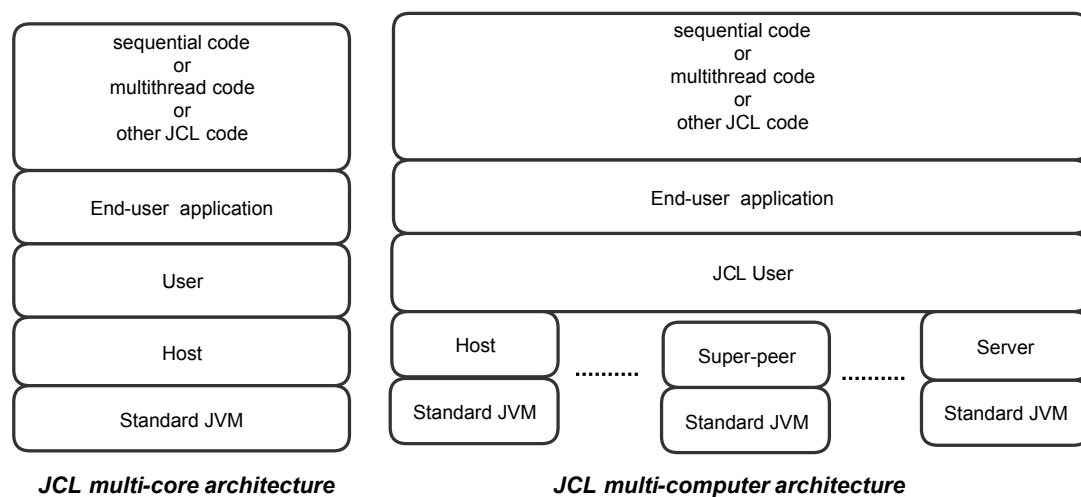 sequential code
or
multithread code
or
other JCL code
End-user application
User
Host
Standard JVM
JCL multi-core architecture
sequential code
or
multithread code
or
other JCL code
End-user application
JCL User
Host
..........
Super-peer
..........
Server
Standard JVM
Standard JVM
Standard JVM
JCL multi-computer architecture